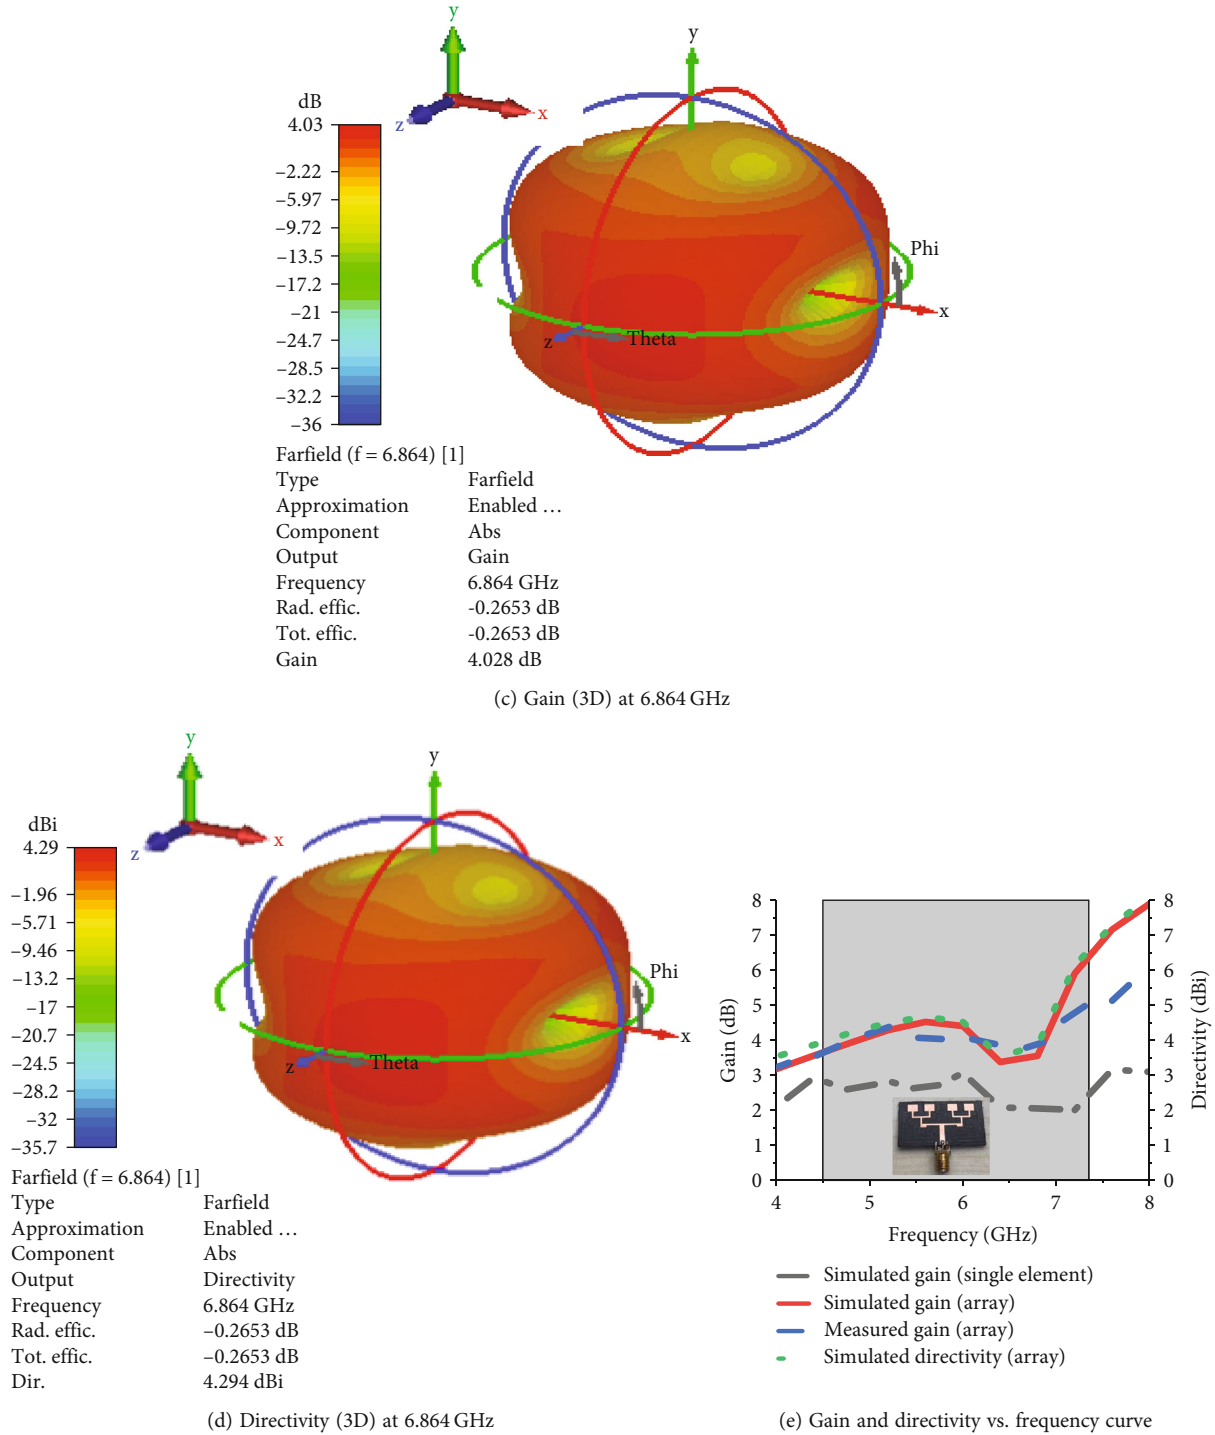 y
x
z
dB
4.03
−2.22
−5.97
−9.72
−13.5
−17.2
−21
−24.7
−28.5
−32.2
−36
y
Phi
x
z
Theta
Farfield (f = 6.864) [1]
Type Farfield
Approximation Enabled …
Component Abs
Output Gain
Frequency 6.864 GHz
Rad. effic. -0.2653 dB
Tot. effic. -0.2653 dB
Gain 4.028 dB
(c) Gain (3D) at 6.864 GHz
y
x
z
dBi
4.29
−1.96
−5.71
−9.46
−13.2
−17
−20.7
−24.5
−28.2
−32
−35.7
y
Phi
x
z
Theta
Farfield (f = 6.864) [1]
Type Farfield
Approximation Enabled …
Component Abs
Output Directivity
Frequency 6.864 GHz
Rad. effic. −0.2653 dB
Tot. effic. −0.2653 dB
Dir. 4.294 dBi
(d) Directivity (3D) at 6.864 GHz
8 8
7 7
6 6
5 5
4 4
3 3
2 2
1 1
0 0
Gain (dB)
Directivity (dBi)
4 5 6 7 8
Frequency (GHz)
Simulated gain (single element)
Simulated gain (array)
Measured gain (array)
Simulated directivity (array)
(e) Gain and directivity vs. frequency curve